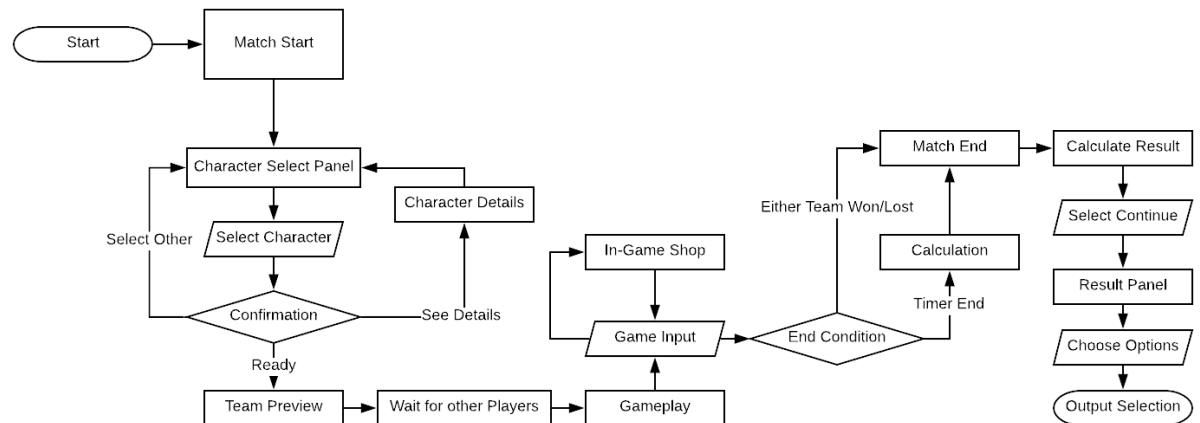 Start
Match Start
Character Select Panel
Character Details
Select Other
Select Character
Confirmation
See Details
Ready
Team Preview
Wait for other Players
Gameplay
In-Game Shop
Game Input
End Condition
Either Team Won/Lost
Timer End
Calculation
Match End
Calculate Result
Select Continue
Result Panel
Choose Options
Output Selection